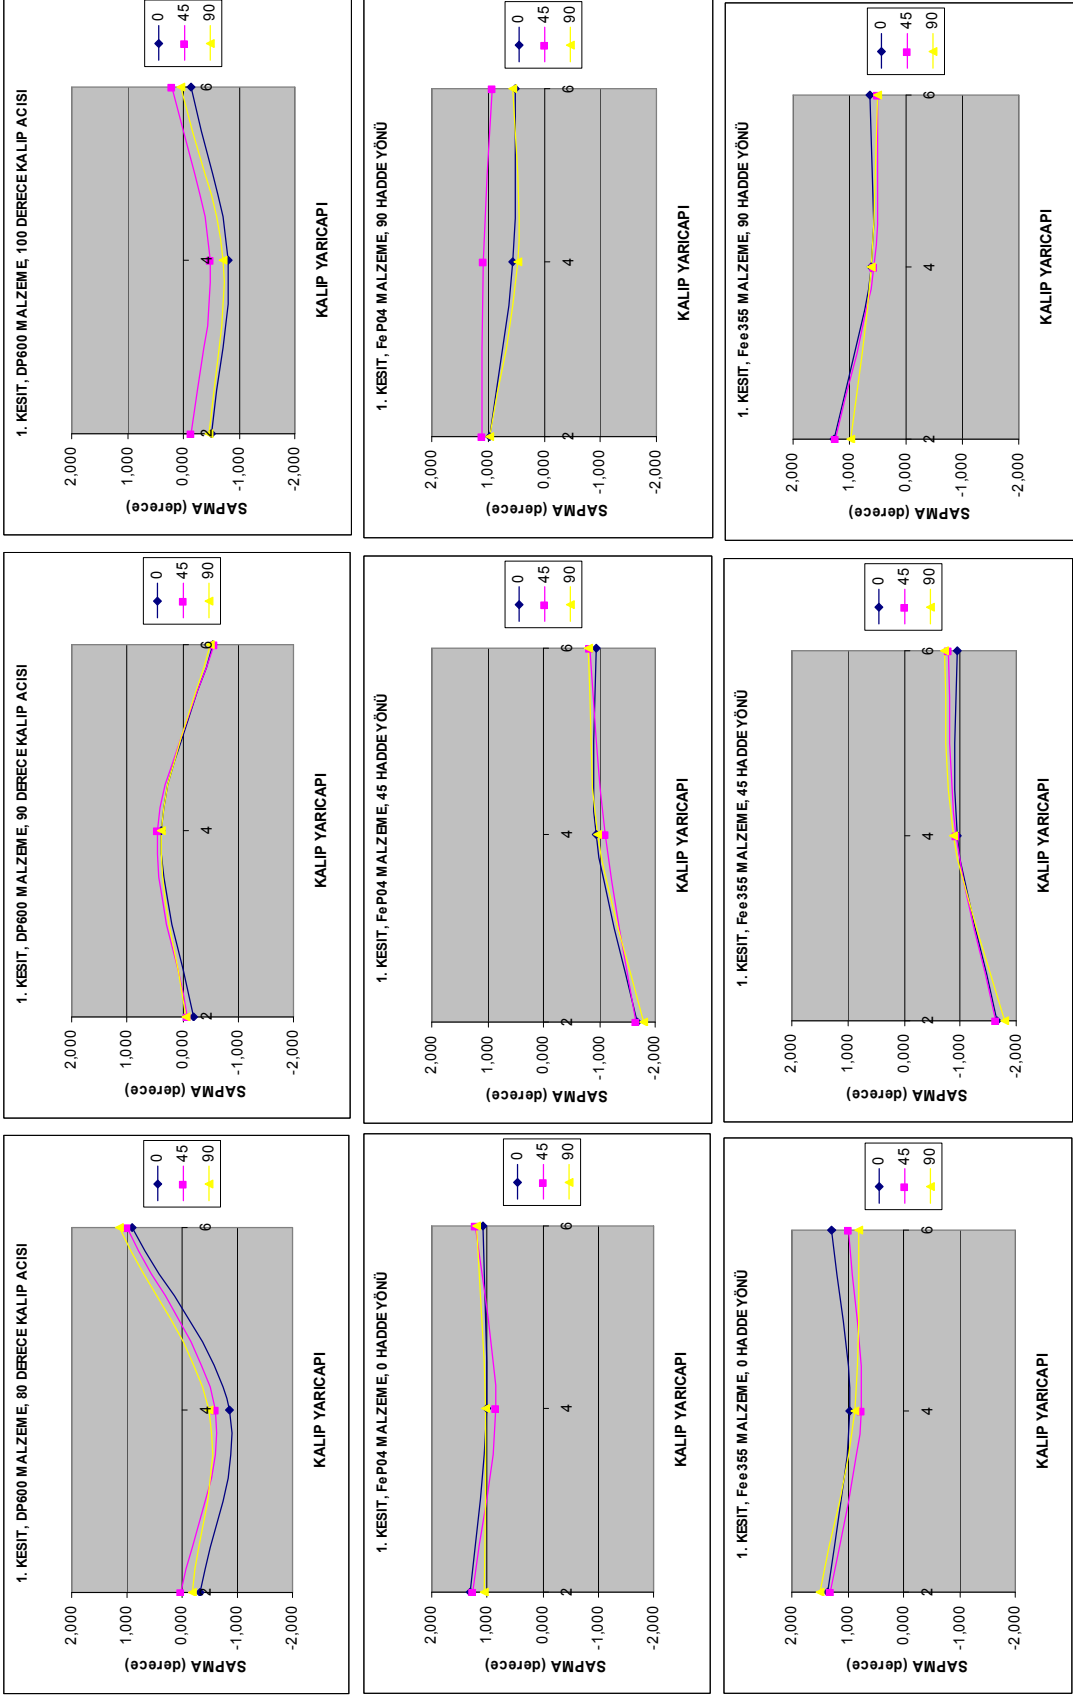 1. KESIT, DP600 MALZEME, 80 DERECE KALIP ACISI
SAPMA (derece)
2,000
1,000
0,000
-1,000
-2,000
2 4 6
KALIP YARICAPI
0
45
90
1. KESIT, DP600 MALZEME, 90 DERECE KALIP ACISI
SAPMA (derece)
2,000
1,000
0,000
-1,000
-2,000
2 4 6
KALIP YARICAPI
0
45
90
1. KESIT, DP600 MALZEME, 100 DERECE KALIP ACISI
SAPMA (derece)
2,000
1,000
0,000
-1,000
-2,000
2 4 6
KALIP YARICAPI
0
45
90
1. KESIT, FeP04 MALZEME, 0 HADDE YÖNÜ
SAPMA (derece)
2,000
1,000
0,000
-1,000
-2,000
2 4 6
KALIP YARICAPI
0
45
90
1. KESIT, FeP04 MALZEME, 45 HADDE YÖNÜ
SAPMA (derece)
2,000
1,000
0,000
-1,000
-2,000
2 4 6
KALIP YARICAPI
0
45
90
1. KESIT, FeP04 MALZEME, 90 HADDE YÖNÜ
SAPMA (derece)
2,000
1,000
0,000
-1,000
-2,000
2 4 6
KALIP YARICAPI
0
45
90
1. KESIT, Fee355 MALZEME, 0 HADDE YÖNÜ
SAPMA (derece)
2,000
1,000
0,000
-1,000
-2,000
2 4 6
KALIP YARICAPI
0
45
90
1. KESIT, Fee355 MALZEME, 45 HADDE YÖNÜ
SAPMA (derece)
2,000
1,000
0,000
-1,000
-2,000
2 4 6
KALIP YARICAPI
0
45
90
1. KESIT, Fee355 MALZEME, 90 HADDE YÖNÜ
SAPMA (derece)
2,000
1,000
0,000
-1,000
-2,000
2 4 6
KALIP YARICAPI
0
45
90